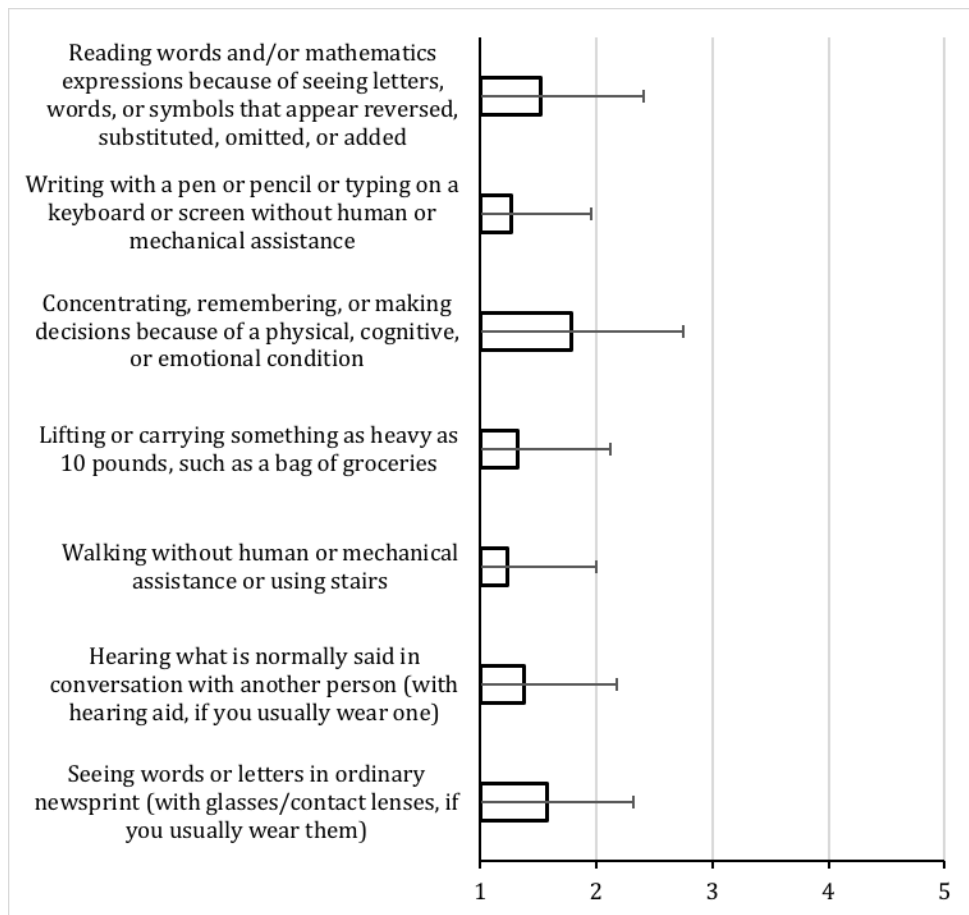 Reading words and/or mathematics
expressions because of seeing letters,
words, or symbols that appear reversed,
substituted, omitted, or added
Writing with a pen or pencil or typing on a
keyboard or screen without human or
mechanical assistance
Concentrating, remembering, or making
decisions because of a physical, cognitive,
or emotional condition
Lifting or carrying something as heavy as
10 pounds, such as a bag of groceries
Walking without human or mechanical
assistance or using stairs
Hearing what is normally said in
conversation with another person (with
hearing aid, if you usually wear one)
Seeing words or letters in ordinary
newsprint (with glasses/contact lenses, if
you usually wear them)
1 2 3 4 5